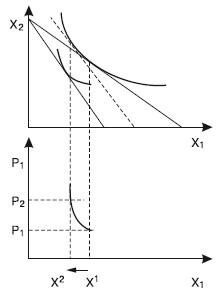 X₂
X₁
P₁
P₂
P₁
X² X¹ X₁